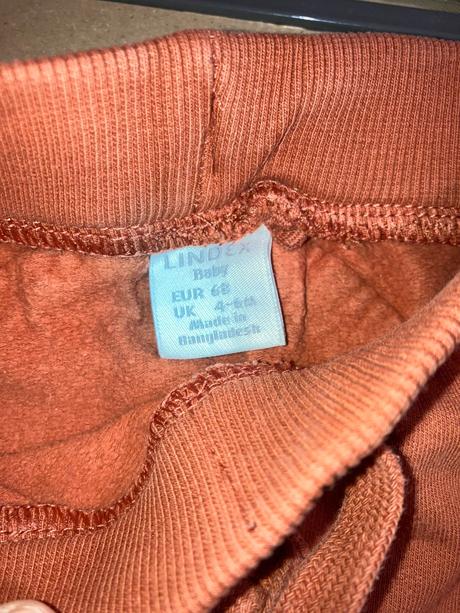 LINDEX
Baby
EUR 68
UK 4-6M
Made in
Bangladesh